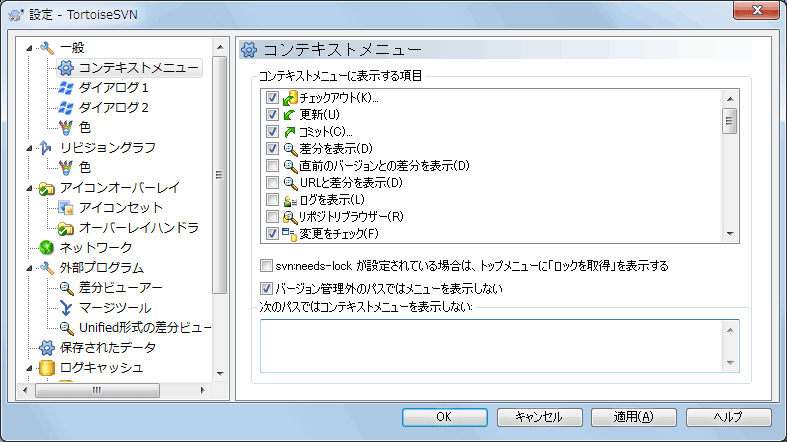 設定 - TortoiseSVN
一般
コンテキストメニュー
ダイアログ1
ダイアログ2
色
リビジョングラフ
色
アイコンオーバーレイ
アイコンセット
オーバーレイハンドラ
ネットワーク
外部プログラム
差分ビューアー
マージツール
Unified形式の差分ビュー
保存されたデータ
ログキャッシュ
コンテキストメニュー
コンテキストメニューに表示する項目
チェックアウト(K)...
更新(U)
コミット(C)...
差分を表示(D)
直前のバージョンとの差分を表示(D)
URLと差分を表示(D)
ログを表示(L)
リポジトリブラウザー(R)
変更をチェック(F)
svn:needs-lock が設定されている場合は、トップメニューに「ロックを取得」を表示する
バージョン管理外のパスではメニューを表示しない
次のパスではコンテキストメニューを表示しない:
OK
キャンセル
適用(A)
ヘルプ